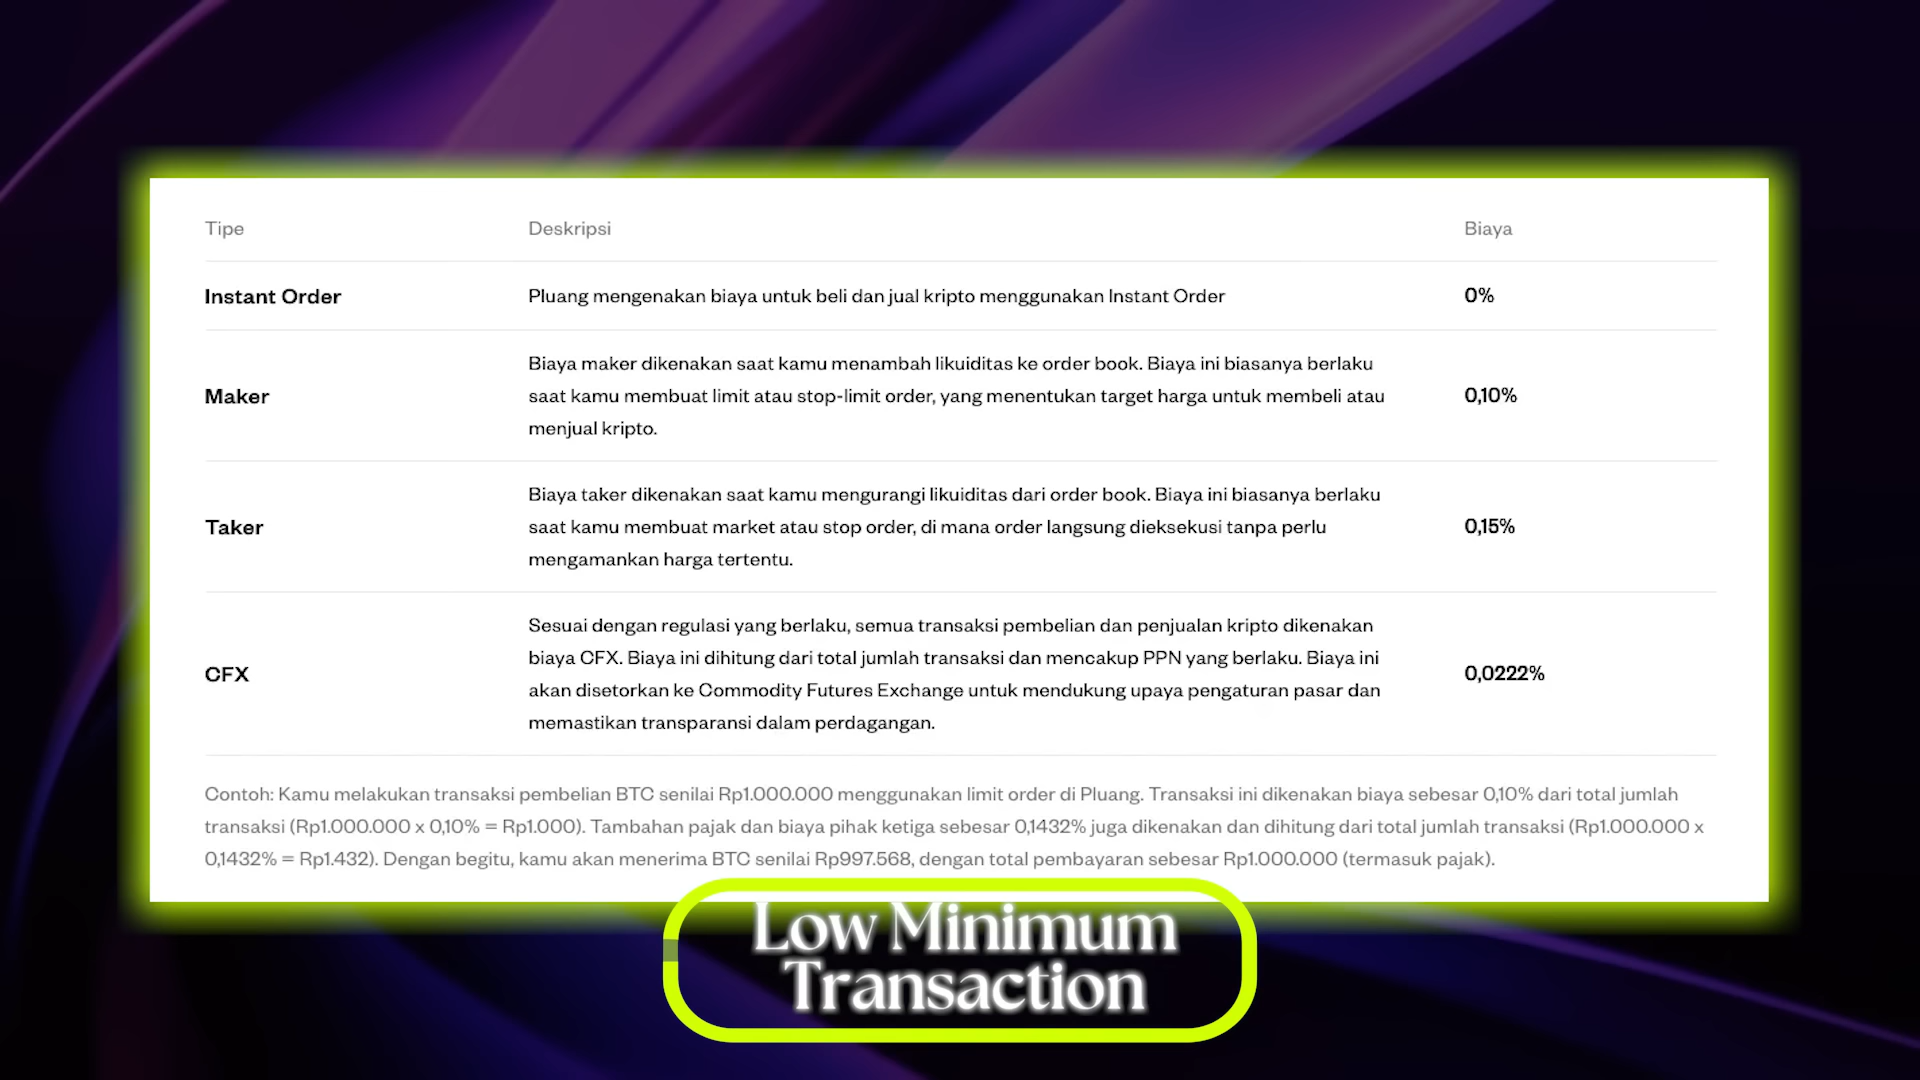 Tipe Deskripsi Biaya
Instant Order Pluang mengenakan biaya untuk beli dan jual kripto menggunakan Instant Order 0%
Biaya maker dikenakan saat kamu menambah likuiditas ke order book. Biaya ini biasanya berlaku
Maker saat kamu membuat limit atau stop-limit order, yang menentukan target harga untuk membeli atau 0,10%
menjual kripto.
Biaya taker dikenakan saat kamu mengurangi likuiditas dari order book. Biaya ini biasanya berlaku
Taker saat kamu membuat market atau stop order, di mana order langsung dieksekusi tanpa perlu 0,15%
mengamankan harga tertentu.
Sesuai dengan regulasi yang berlaku, semua transaksi pembelian dan penjualan kripto dikenakan
biaya CFX. Biaya ini dihitung dari total jumlah transaksi dan mencakup PPN yang berlaku. Biaya ini
CFX akan disetorkan ke Commodity Futures Exchange untuk mendukung upaya pengaturan pasar dan 0,0222%
memastikan transparansi dalam perdagangan.
Contoh: Kamu melakukan transaksi pembelian BTC senilai Rp1.000.000 menggunakan limit order di Pluang. Transaksi ini dikenakan biaya sebesar 0,10% dari total jumlah
transaksi (Rp1.000.000 x 0,10% = Rp1.000). Tambahan pajak dan biaya pihak ketiga sebesar 0,1432% juga dikenakan dan dihitung dari total jumlah transaksi (Rp1.000.000 x
0,1432% = Rp1.432). Dengan begitu, kamu akan menerima BTC senilai Rp997.568, dengan total pembayaran sebesar Rp1.000.000 (termasuk pajak).
Low Minimum
Transaction